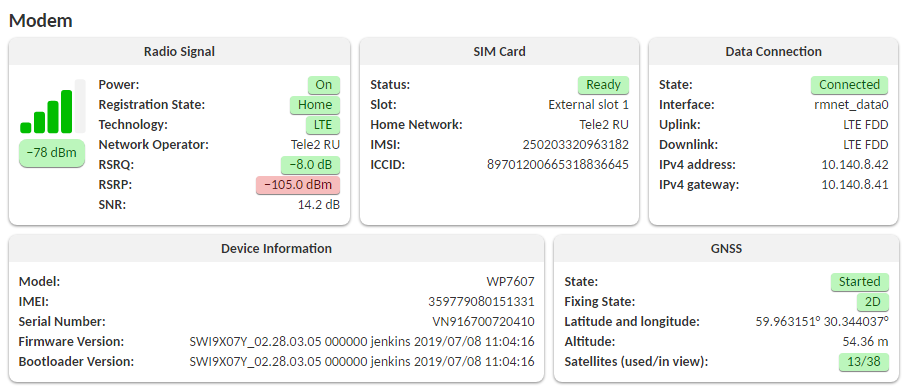 Modem
Radio Signal
Power: On
Registration State: Home
Technology: LTE
Network Operator: Tele2 RU
−78 dBm
RSRQ: −8.0 dB
RSRP: −105.0 dBm
SNR: 14.2 dB
SIM Card
Status: Ready
Slot: External slot 1
Home Network: Tele2 RU
IMSI: 250203320963182
ICCID: 89701200665318836645
Data Connection
State: Connected
Interface: rmnet_data0
Uplink: LTE FDD
Downlink: LTE FDD
IPv4 address: 10.140.8.42
IPv4 gateway: 10.140.8.41
Device Information
Model: WP7607
IMEI: 359779080151331
Serial Number: VN916700720410
Firmware Version: SWI9X07Y_02.28.03.05 000000 jenkins 2019/07/08 11:04:16
Bootloader Version: SWI9X07Y_02.28.03.05 000000 jenkins 2019/07/08 11:04:16
GNSS
State: Started
Fixing State: 2D
Latitude and longitude: 59.963151° 30.344037°
Altitude: 54.36 m
Satellites (used/in view): 13/38